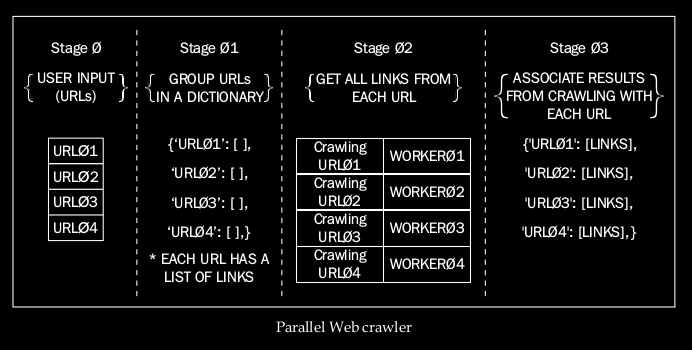 Stage Ø
USER INPUT
(URLs)
URLØ1
URLØ2
URLØ3
URLØ4
Stage Ø1
GROUP URLs
IN A DICTIONARY
{‘URLØ1’: [ ],
‘URLØ2’: [ ],
‘URLØ3’: [ ],
‘URLØ4’: [ ],}
* EACH URL HAS A
LIST OF LINKS
Stage Ø2
GET ALL LINKS FROM
EACH URL
Crawling
URLØ1
WORKERØ1
Crawling
URLØ2
WORKERØ2
Crawling
URLØ3
WORKERØ3
Crawling
URLØ4
WORKERØ4
Stage Ø3
ASSOCIATE RESULTS
FROM CRAWLING WITH
EACH URL
{'URLØ1': [LINKS],
'URLØ2': [LINKS],
'URLØ3': [LINKS],
'URLØ4': [LINKS],}
Parallel Web crawler